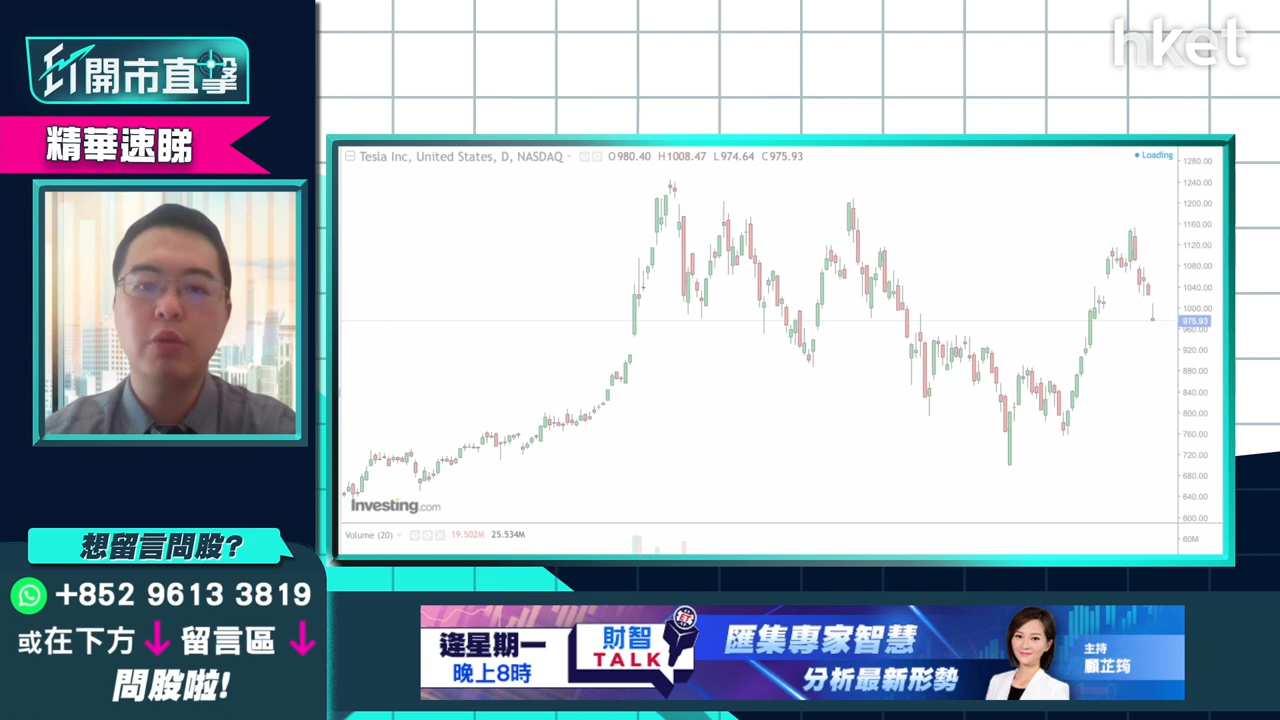 hket
ET開市直擊
精華速睇
Tesla Inc, United States, D, NASDAQ O980.40 H1008.47 L974.64 C975.93
Loading
1280.00
1240.00
1200.00
1160.00
1120.00
1080.00
1040.00
1000.00
975.93
960.00
920.00
880.00
840.00
800.00
760.00
720.00
680.00
640.00
600.00
Investing.com
Volume (20) 19.502M 25.534M
60M
想留言問股?
+852 9613 3819
或在下方↓留言區↓
問股啦!
逢星期一
晚上8時
財智
TALK
匯集專家智慧
分析最新形勢
主持
顧芷筠